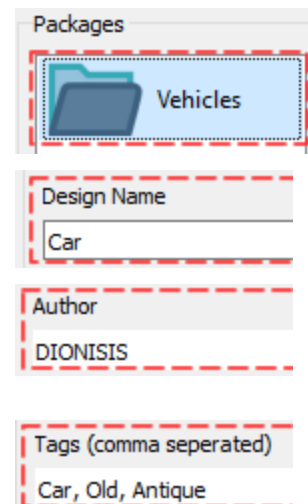 Packages
Vehicles
Design Name
Car
Author
DIONISIS
Tags (comma seperated)
Car, Old, Antique